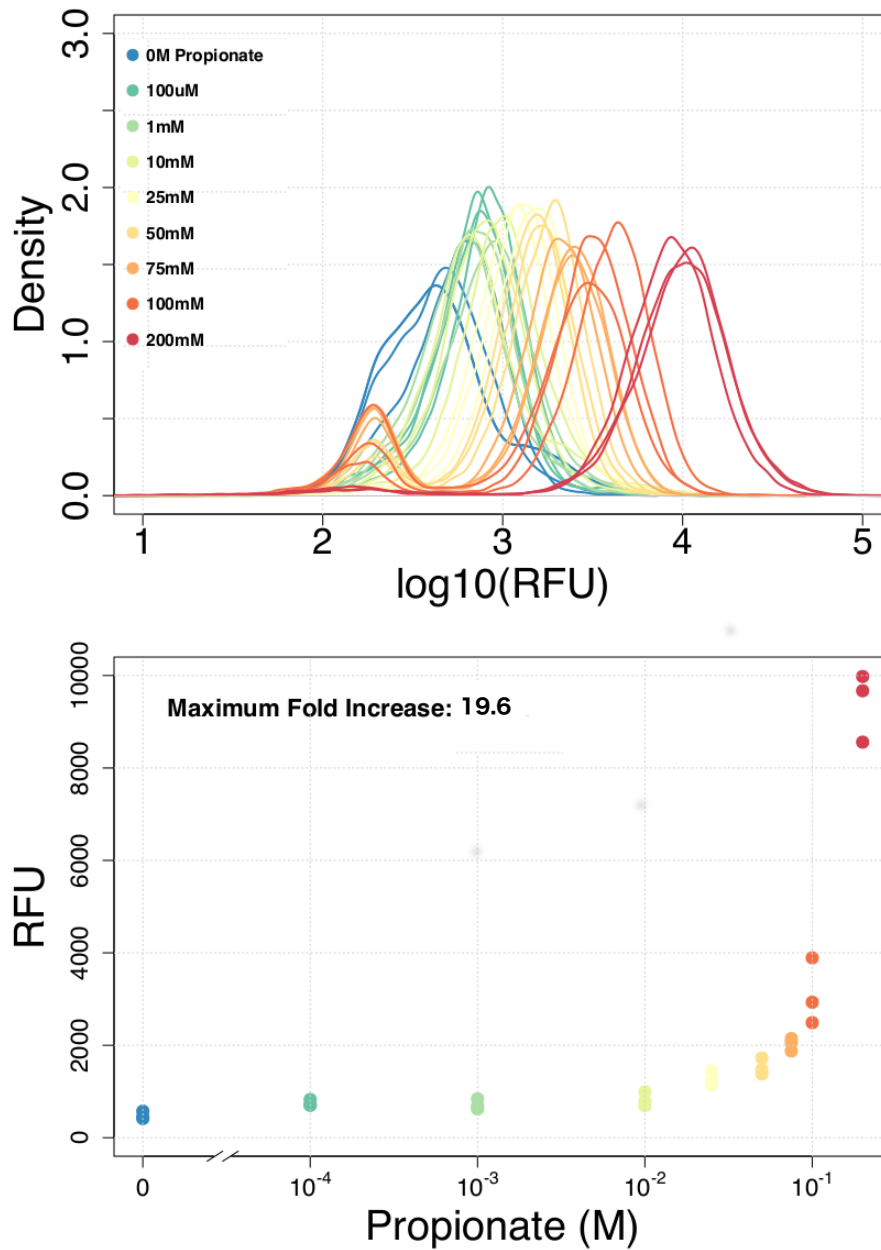 3.0
2.0
1.0
0.0
Density
0M Propionate
100uM
1mM
10mM
25mM
50mM
75mM
100mM
200mM
1 2 3 4 5
log10(RFU)
10000
8000
6000
4000
2000
0
RFU
Maximum Fold Increase: 19.6
0 10⁻⁴ 10⁻³ 10⁻² 10⁻¹
Propionate (M)